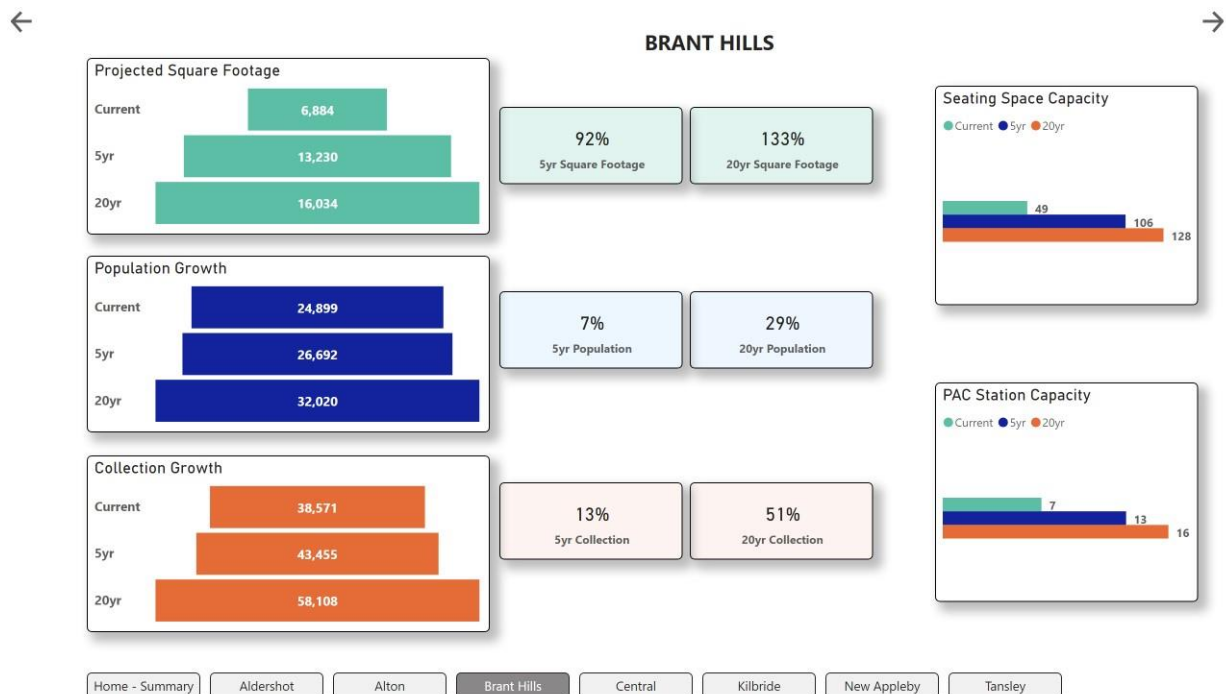 BRANT HILLS
Projected Square Footage
Current 6,884
5yr 13,230
20yr 16,034
92%
5yr Square Footage
133%
20yr Square Footage
Population Growth
Current 24,899
5yr 26,692
20yr 32,020
7%
5yr Population
29%
20yr Population
Collection Growth
Current 38,571
5yr 43,455
20yr 58,108
13%
5yr Collection
51%
20yr Collection
Seating Space Capacity
Current 5yr 20yr
49
106
128
PAC Station Capacity
Current 5yr 20yr
7
13
16
Home - Summary Aldershot Alton Brant Hills Central Kilbride New Appleby Tansley